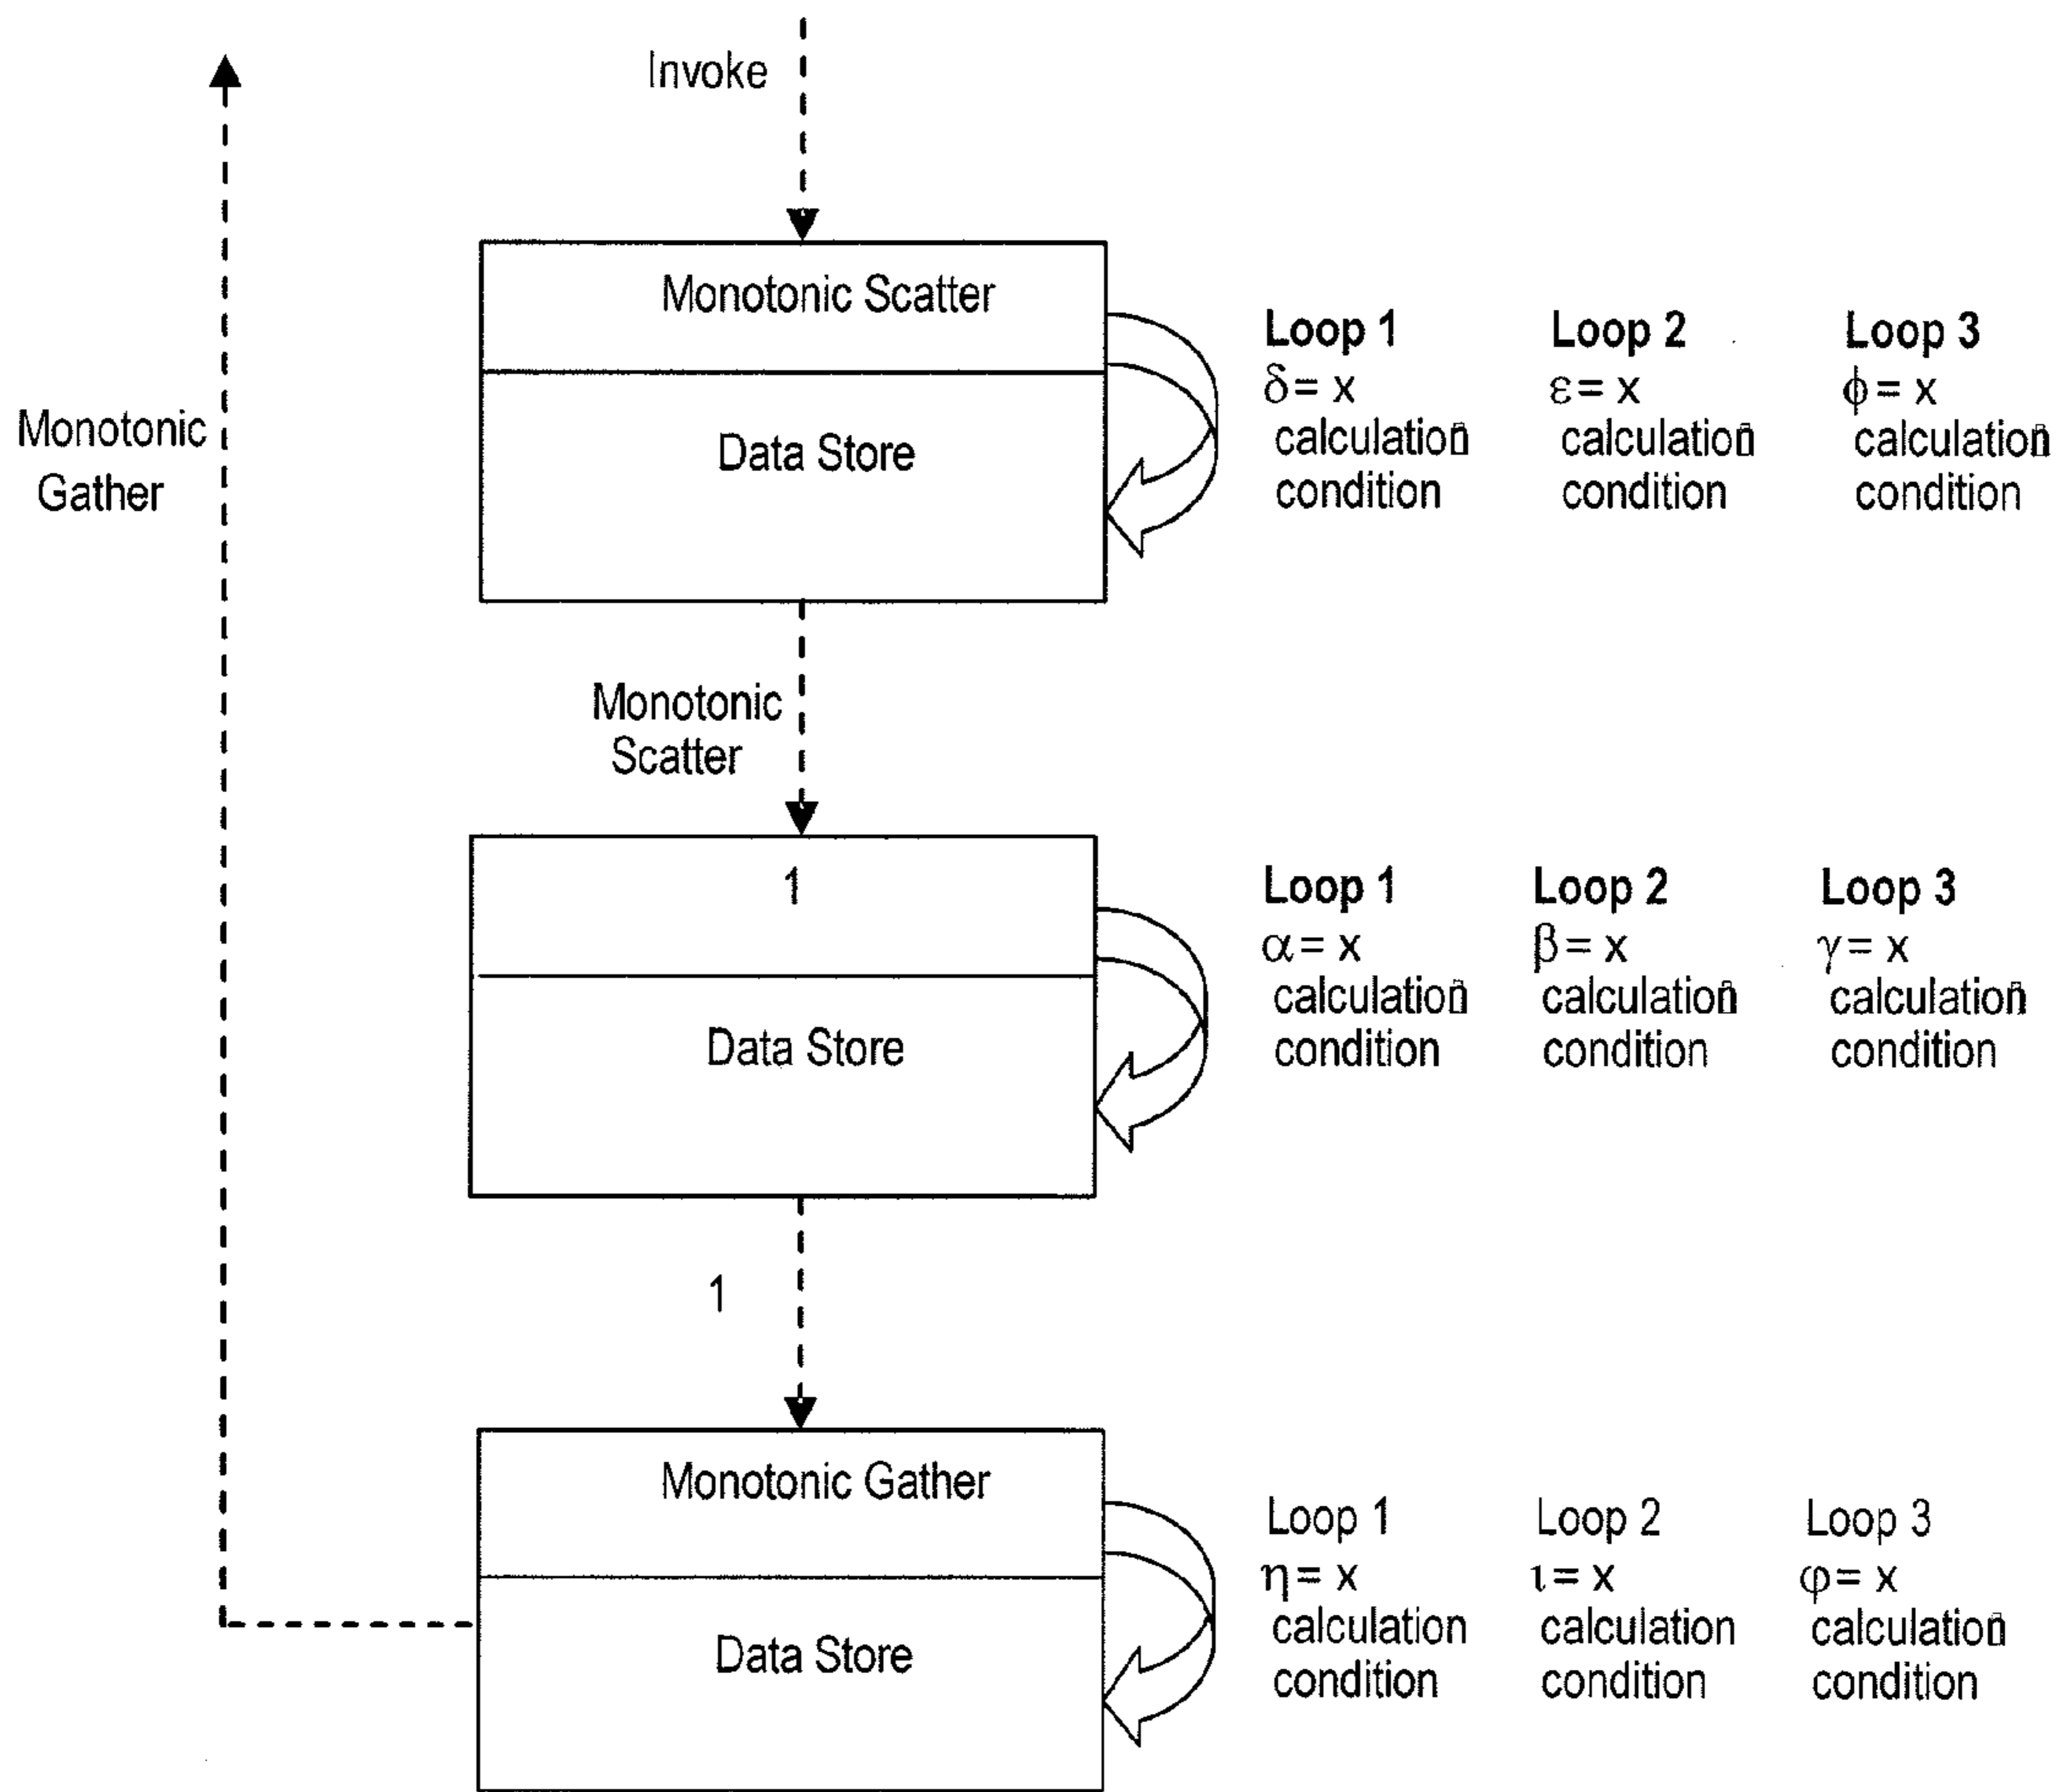 Invoke
Monotonic Scatter
Data Store
Loop 1
δ= x
calculation
condition
Loop 2
ε= x
calculation
condition
Loop 3
ϕ= x
calculation
condition
Monotonic
Gather
Monotonic
Scatter
1
Data Store
Loop 1
α= x
calculation
condition
Loop 2
β= x
calculation
condition
Loop 3
γ= x
calculation
condition
1
Monotonic Gather
Data Store
Loop 1
η= x
calculation
condition
Loop 2
ι= x
calculation
condition
Loop 3
φ= x
calculation
condition